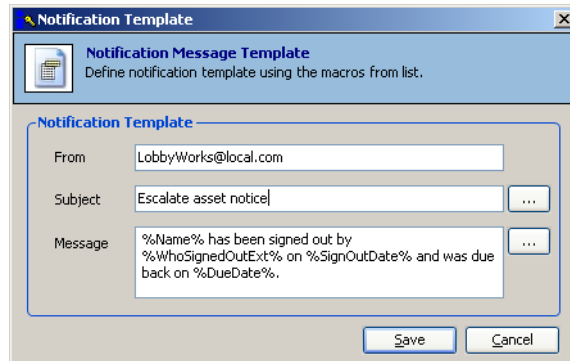 Notification Template
Notification Message Template
Define notification template using the macros from list.
Notification Template
From
LobbyWorks@local.com
Subject
Escalate asset notice
...
Message
%Name% has been signed out by
%WhoSignedOutExt% on %SignOutDate% and was due
back on %DueDate%.
...
Save
Cancel